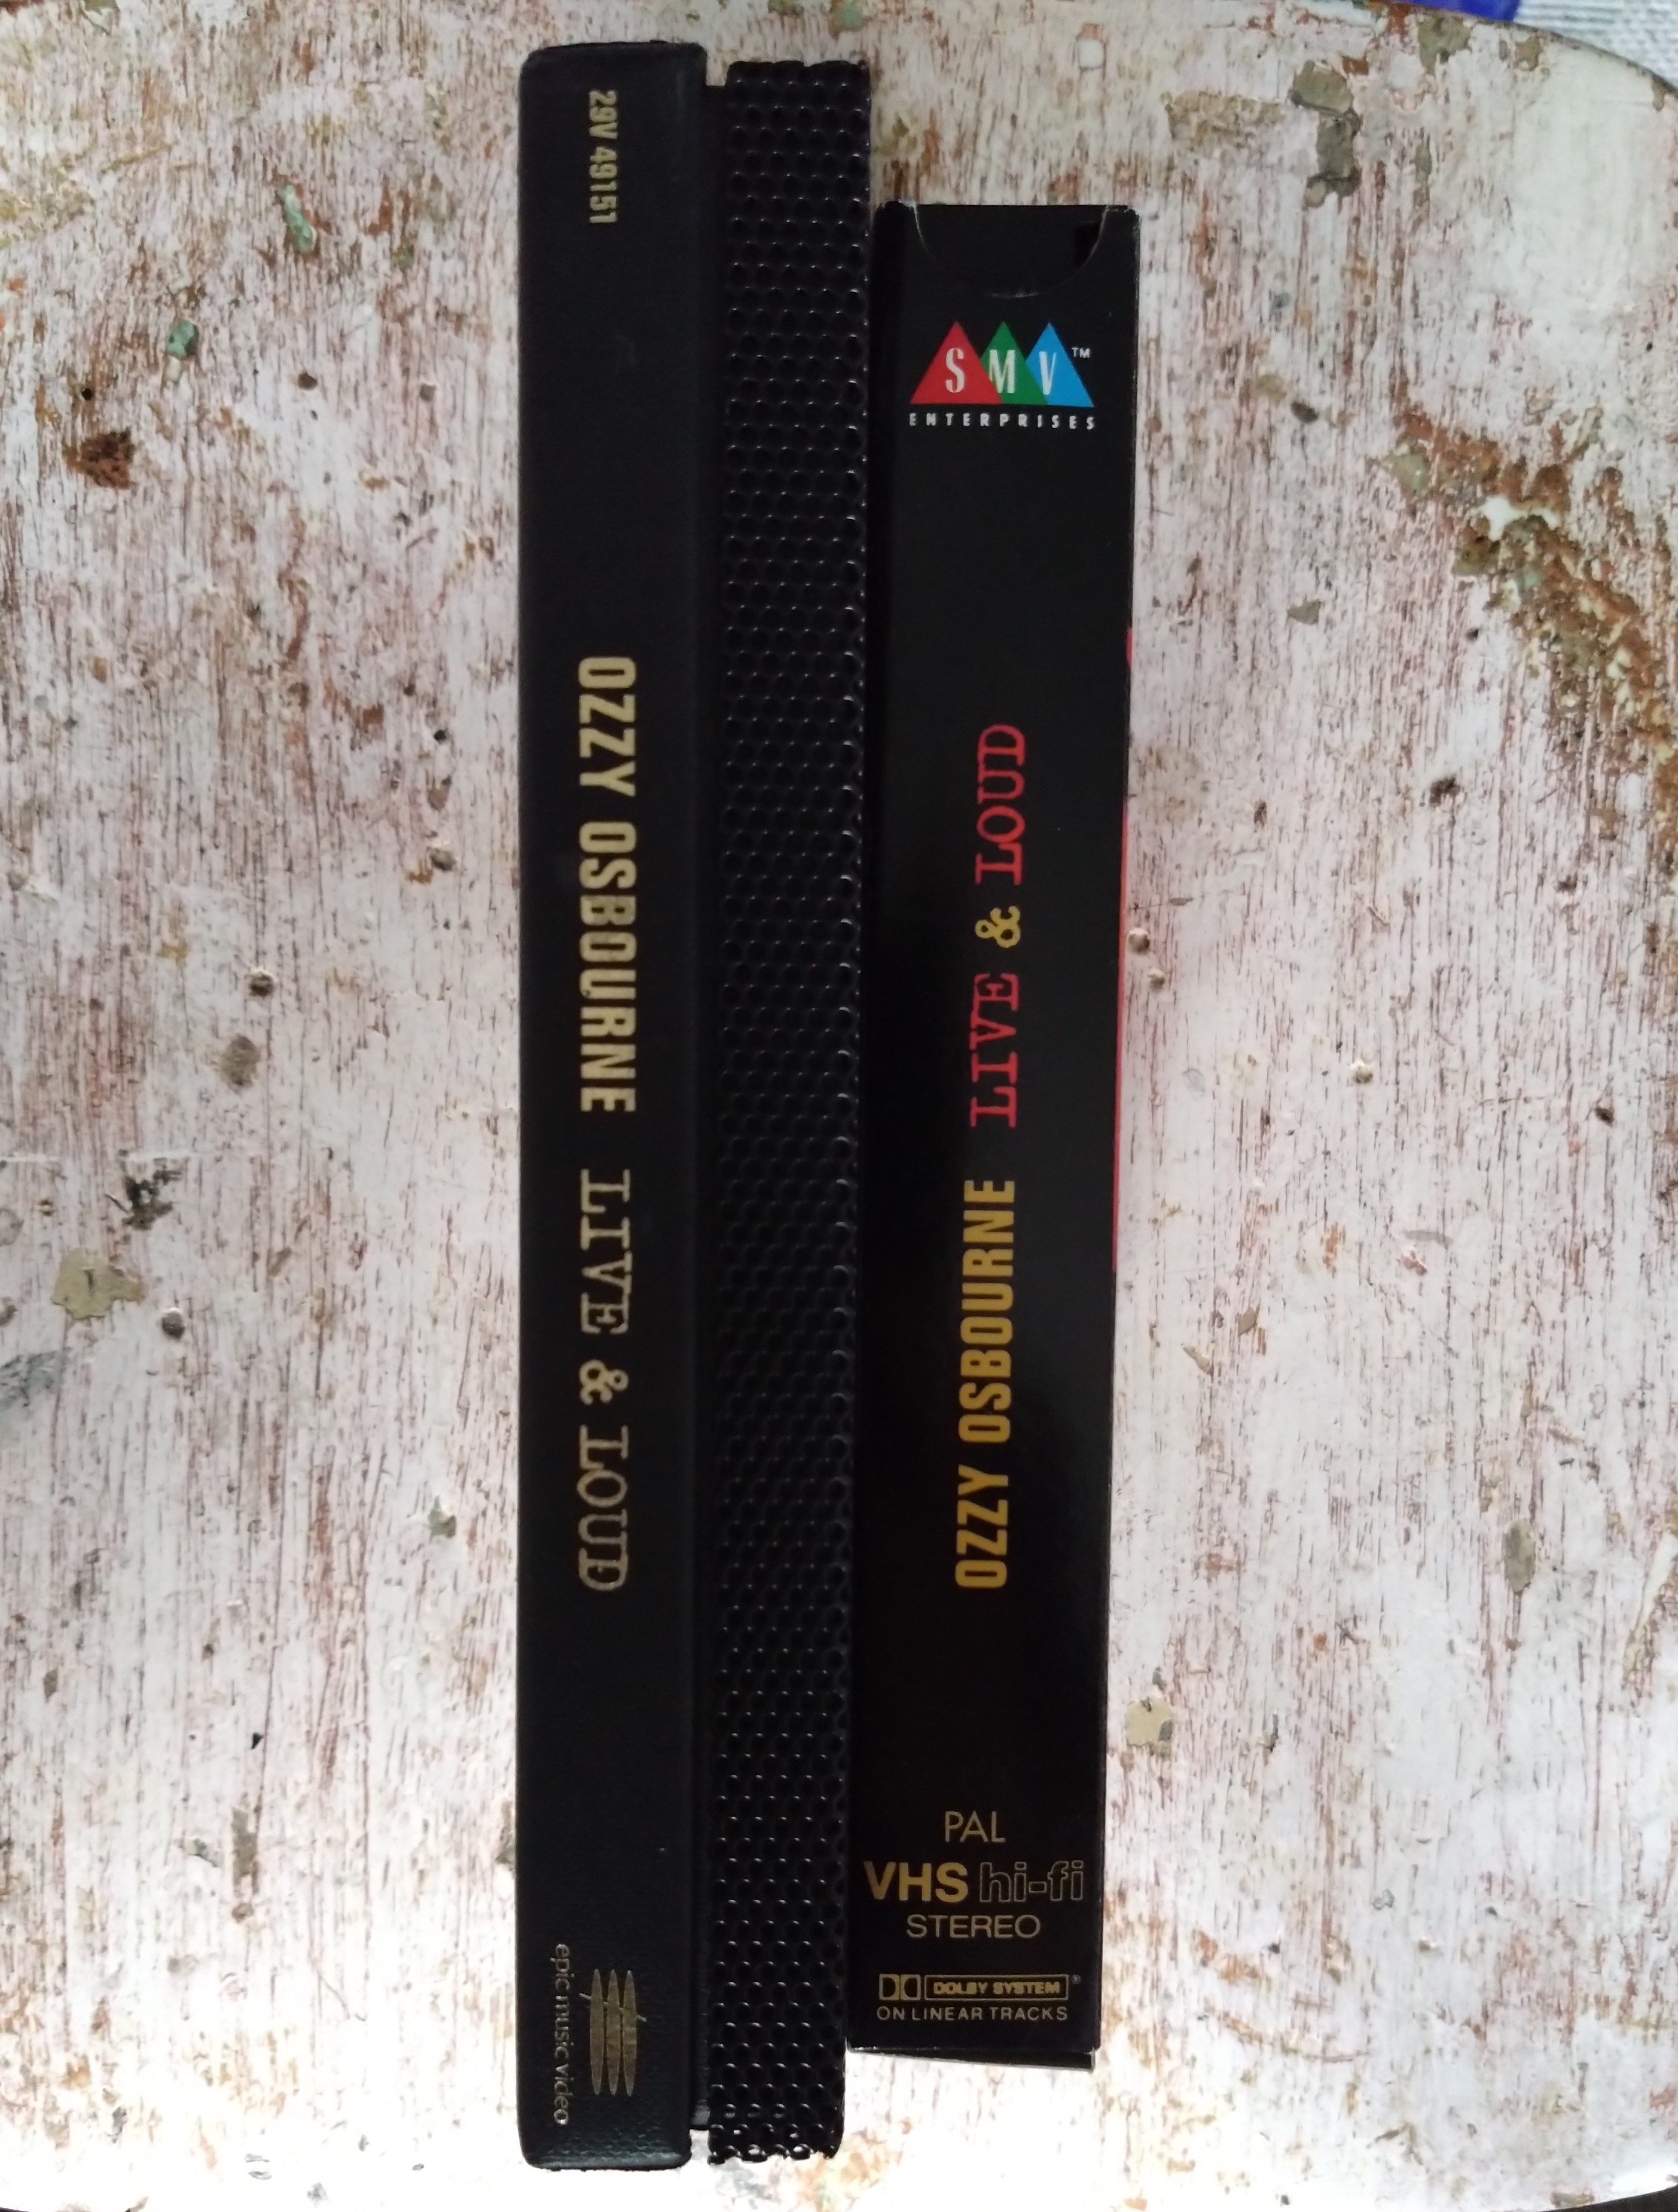 29V 49151
OZZY OSBOURNE LIVE & LOUD
epic music video
SMV™
ENTERPRISES
OZZY OSBOURNE LIVE & LOUD
PAL
VHS hi-fi
STEREO
DOLBY SYSTEM®
ON LINEAR TRACKS